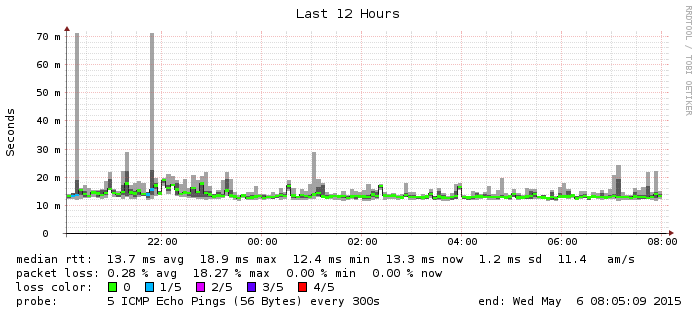 Last 12 Hours
RRDTOOL / TOBI OETIKER
Seconds
70 m
60 m
50 m
40 m
30 m
20 m
10 m
0
22:00 00:00 02:00 04:00 06:00 08:00
median rtt: 13.7 ms avg 18.9 ms max 12.4 ms min 13.3 ms now 1.2 ms sd 11.4 am/s
packet loss: 0.28 % avg 18.27 % max 0.00 % min 0.00 % now
loss color: 0 1/5 2/5 3/5 4/5
probe: 5 ICMP Echo Pings (56 Bytes) every 300s end: Wed May 6 08:05:09 2015